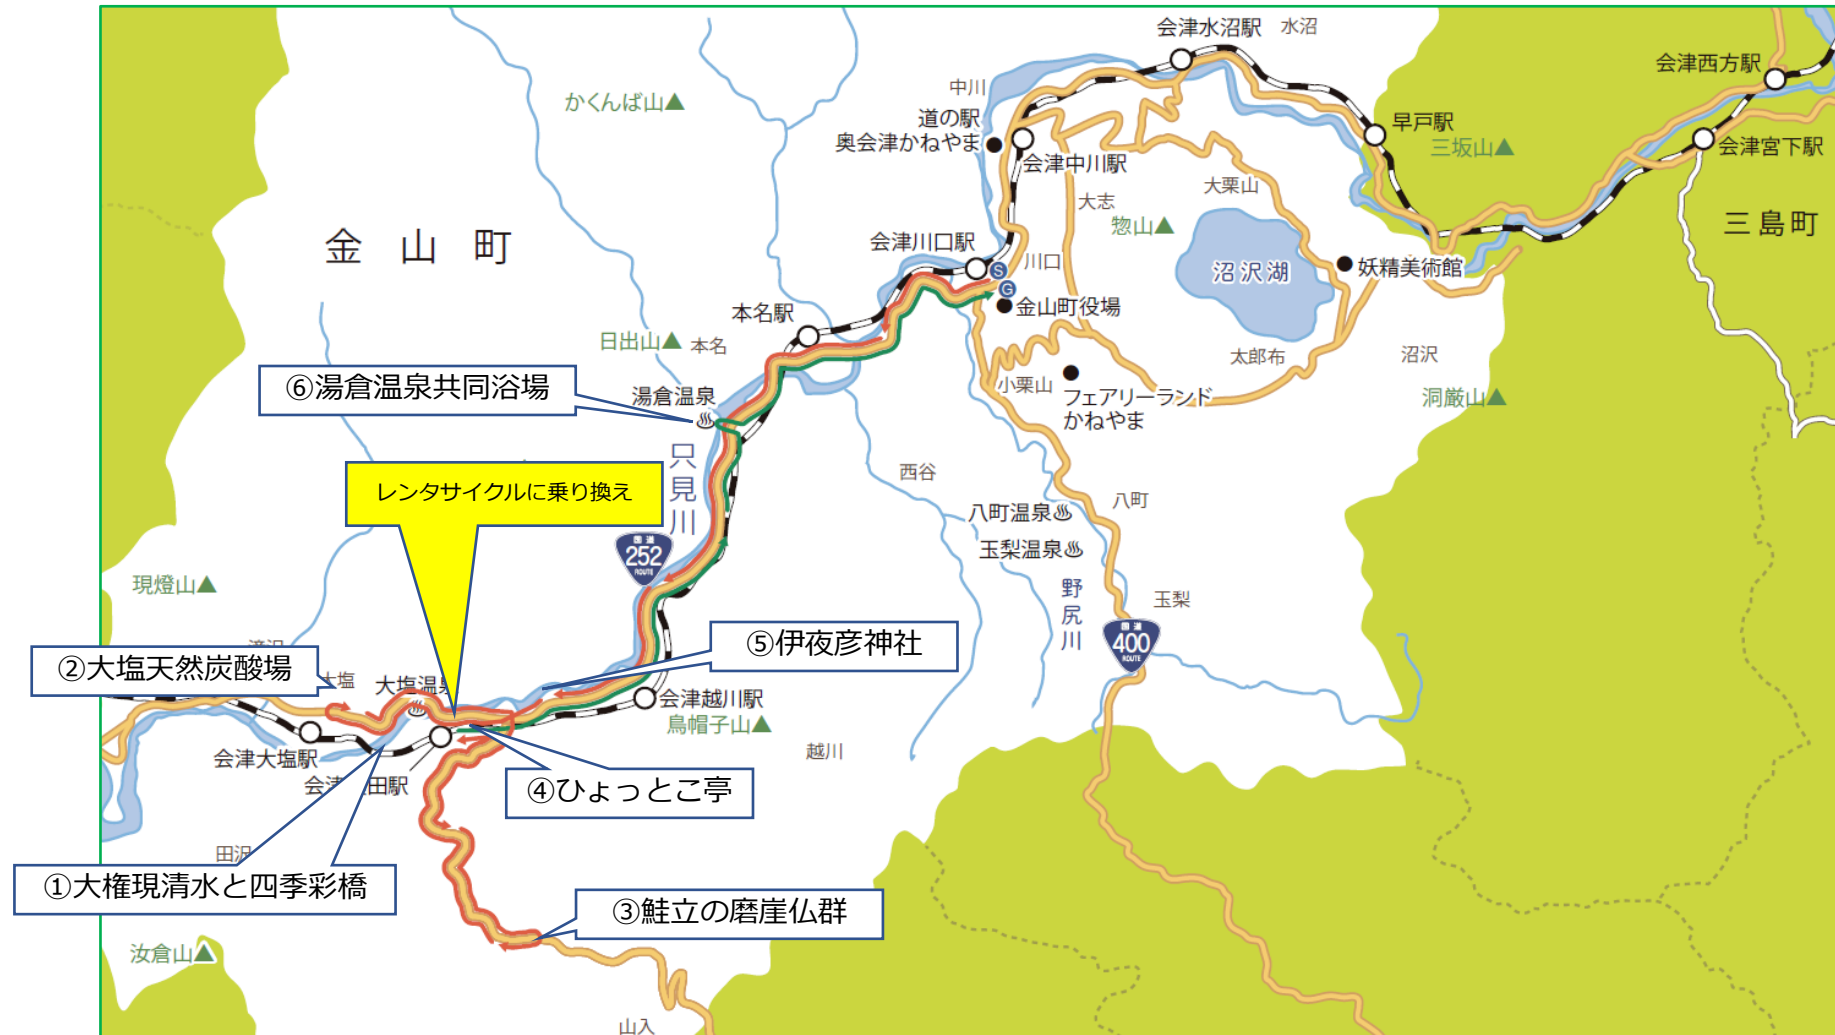 会津水沼駅
水沼
会津西方駅
中川
かくんば山▲
道の駅
奥会津かねやま
早戸駅
三坂山▲
会津宮下駅
会津中川駅
大栗山
大志
惣山▲
三島町
金山町
会津川口駅
川口
S
G
沼沢湖
妖精美術館
金山町役場
本名駅
日出山▲
本名
太郎布
沼沢
⑥湯倉温泉共同浴場
湯倉温泉
小栗山
フェアリーランド
かねやま
洞厳山▲
只見川
西谷
レンタサイクルに乗り換え
八町温泉
八町
玉梨温泉
国道
252
ROUTE
現燈山▲
野尻川
玉梨
国道
400
ROUTE
滝沢
⑤伊夜彦神社
②大塩天然炭酸場
大塩
大塩温泉
会津越川駅
烏帽子山▲
越川
会津大塩駅
田駅
④ひょっとこ亭
田沢
①大権現清水と四季彩橋
③鮭立の磨崖仏群
汝倉山▲
山入